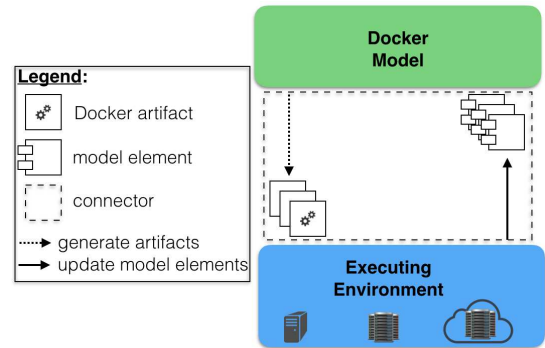 Docker
Model
Legend:
Docker artifact
model element
connector
generate artifacts
update model elements
Executing
Environment